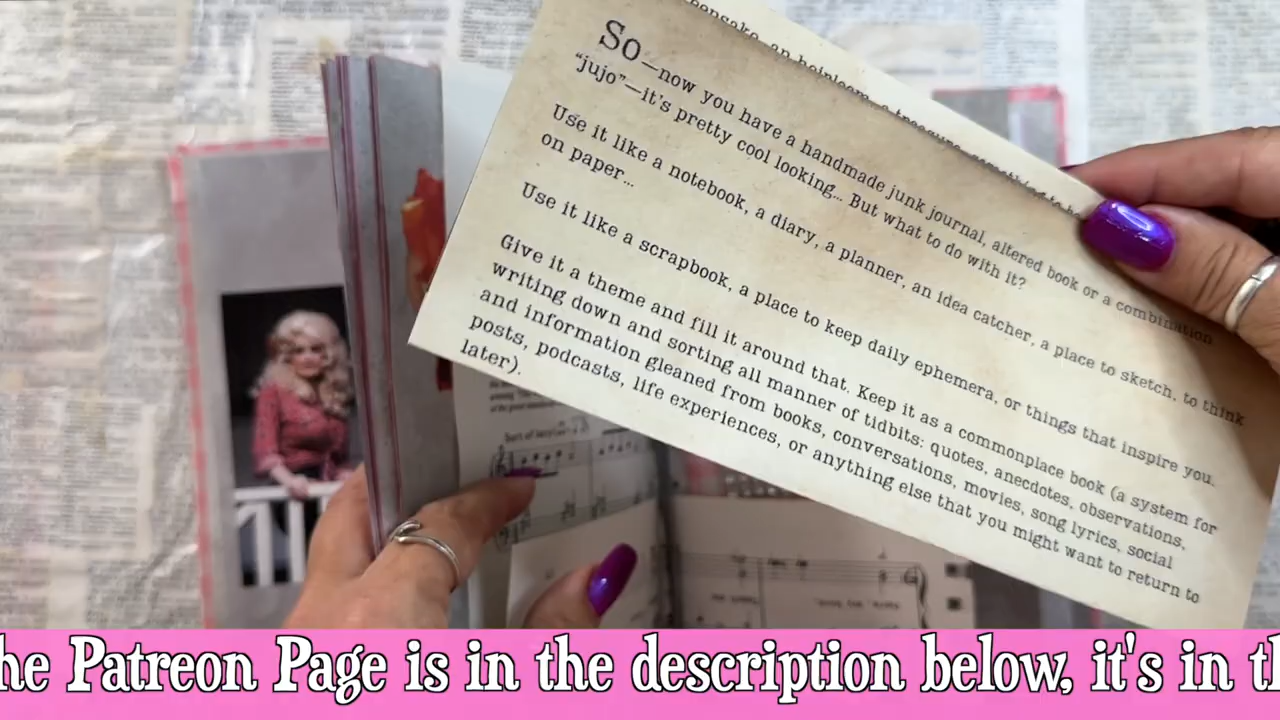 So—now you have a handmade junk journal, altered book or a combination
“jujo”—it’s pretty cool looking… But what to do with it?
Use it like a notebook, a diary, a planner, an idea catcher, a place to sketch, to think
on paper…
Use it like a scrapbook, a place to keep daily ephemera, or things that inspire you.
Give it a theme and fill it around that. Keep it as a commonplace book (a system for
writing down and sorting all manner of tidbits: quotes, anecdotes, observations,
and information gleaned from books, conversations, movies, song lyrics, social
posts, podcasts, life experiences, or anything else that you might want to return to
later).
Sort of
he Patreon Page is in the description below, it's in th